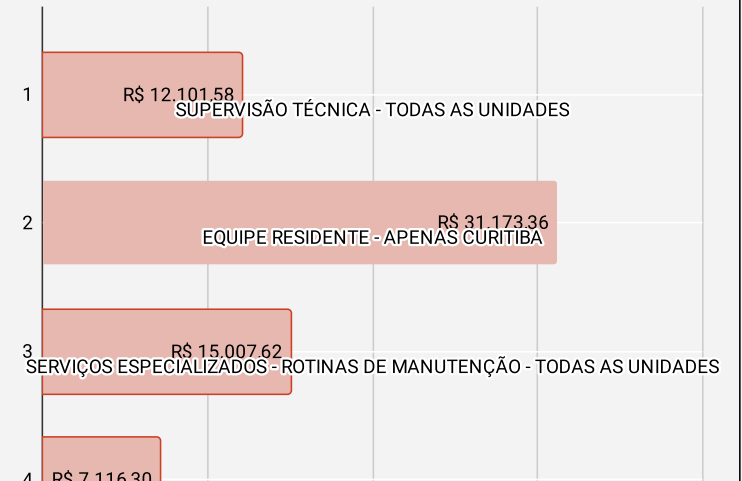 1
R$ 12.101,58
SUPERVISÃO TÉCNICA - TODAS AS UNIDADES
2
R$ 31.173,36
EQUIPE RESIDENTE - APENAS CURITIBA
3
R$ 15.007,62
SERVIÇOS ESPECIALIZADOS - ROTINAS DE MANUTENÇÃO - TODAS AS UNIDADES
4
R$ 7.116,30